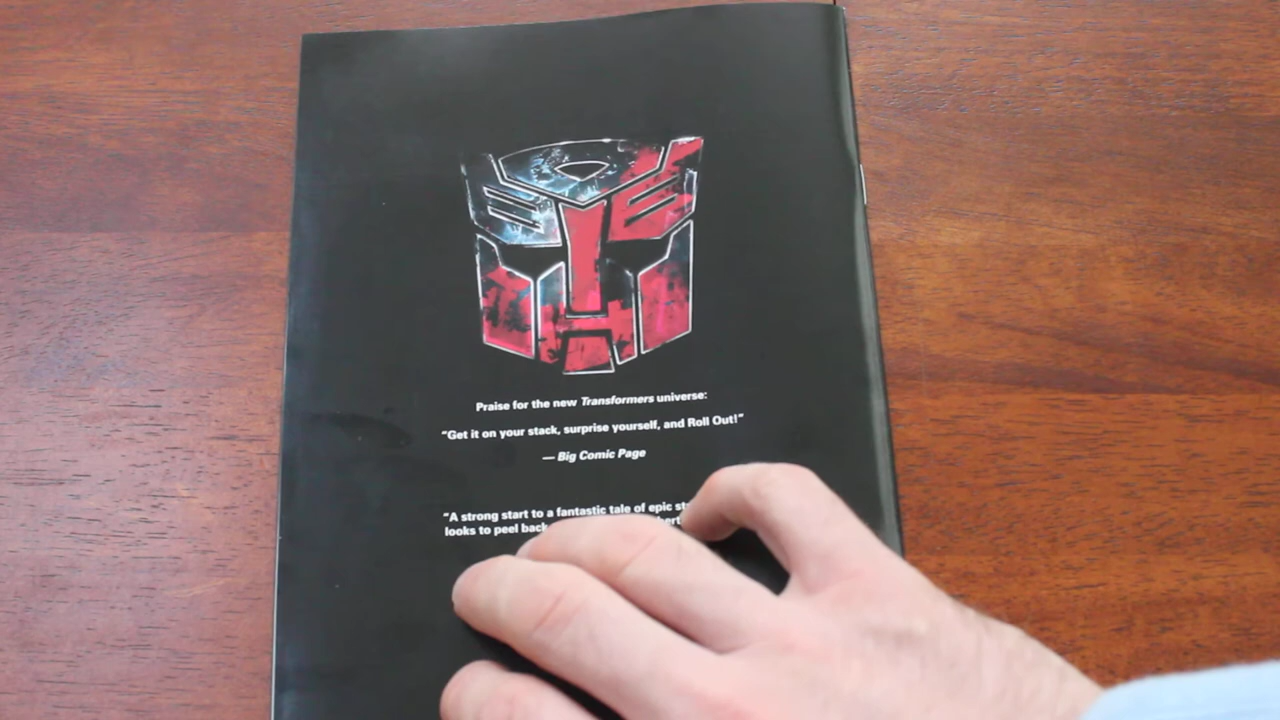 Praise for the new Transformers universe:
“Get it on your stack, surprise yourself, and Roll Out!”
— Big Comic Page
“A strong start to a fantastic tale of epic
looks to peel back